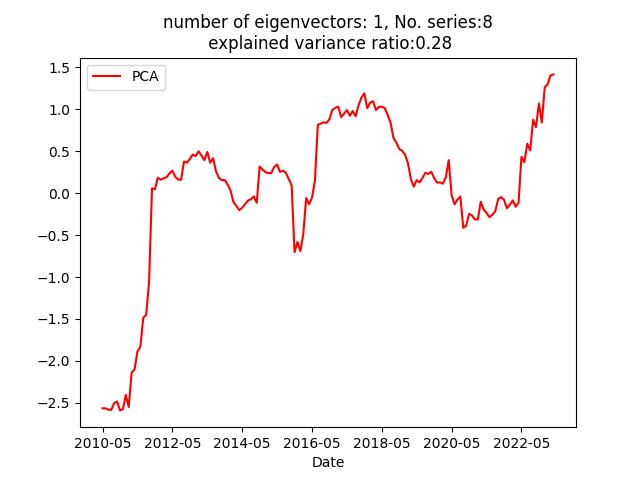 number of eigenvectors: 1, No. series:8
explained variance ratio:0.28
PCA
1.5
1.0
0.5
0.0
−0.5
−1.0
−1.5
−2.0
−2.5
2010-05 2012-05 2014-05 2016-05 2018-05 2020-05 2022-05
Date